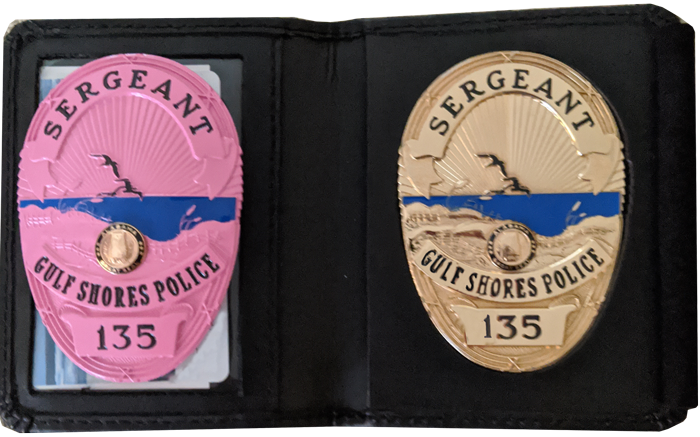 SERGEANT
GULF SHORES POLICE
135
SERGEANT
GULF SHORES POLICE
135